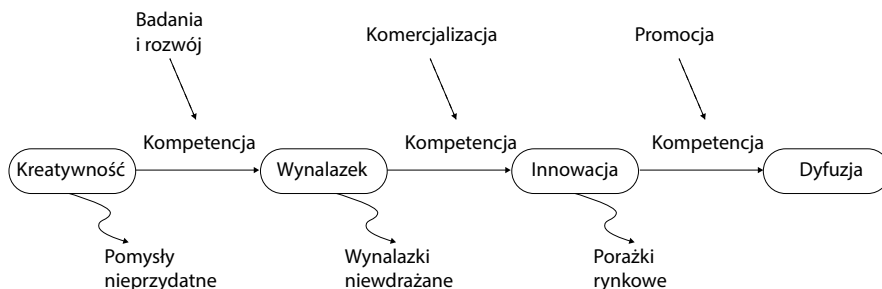 Badania
i rozwój
Komercjalizacja
Promocja
Kompetencja
Kompetencja
Kompetencja
Kreatywność
Wynalazek
Innowacja
Dyfuzja
Pomysły
nieprzydatne
Wynalazki
niewdrażane
Porażki
rynkowe